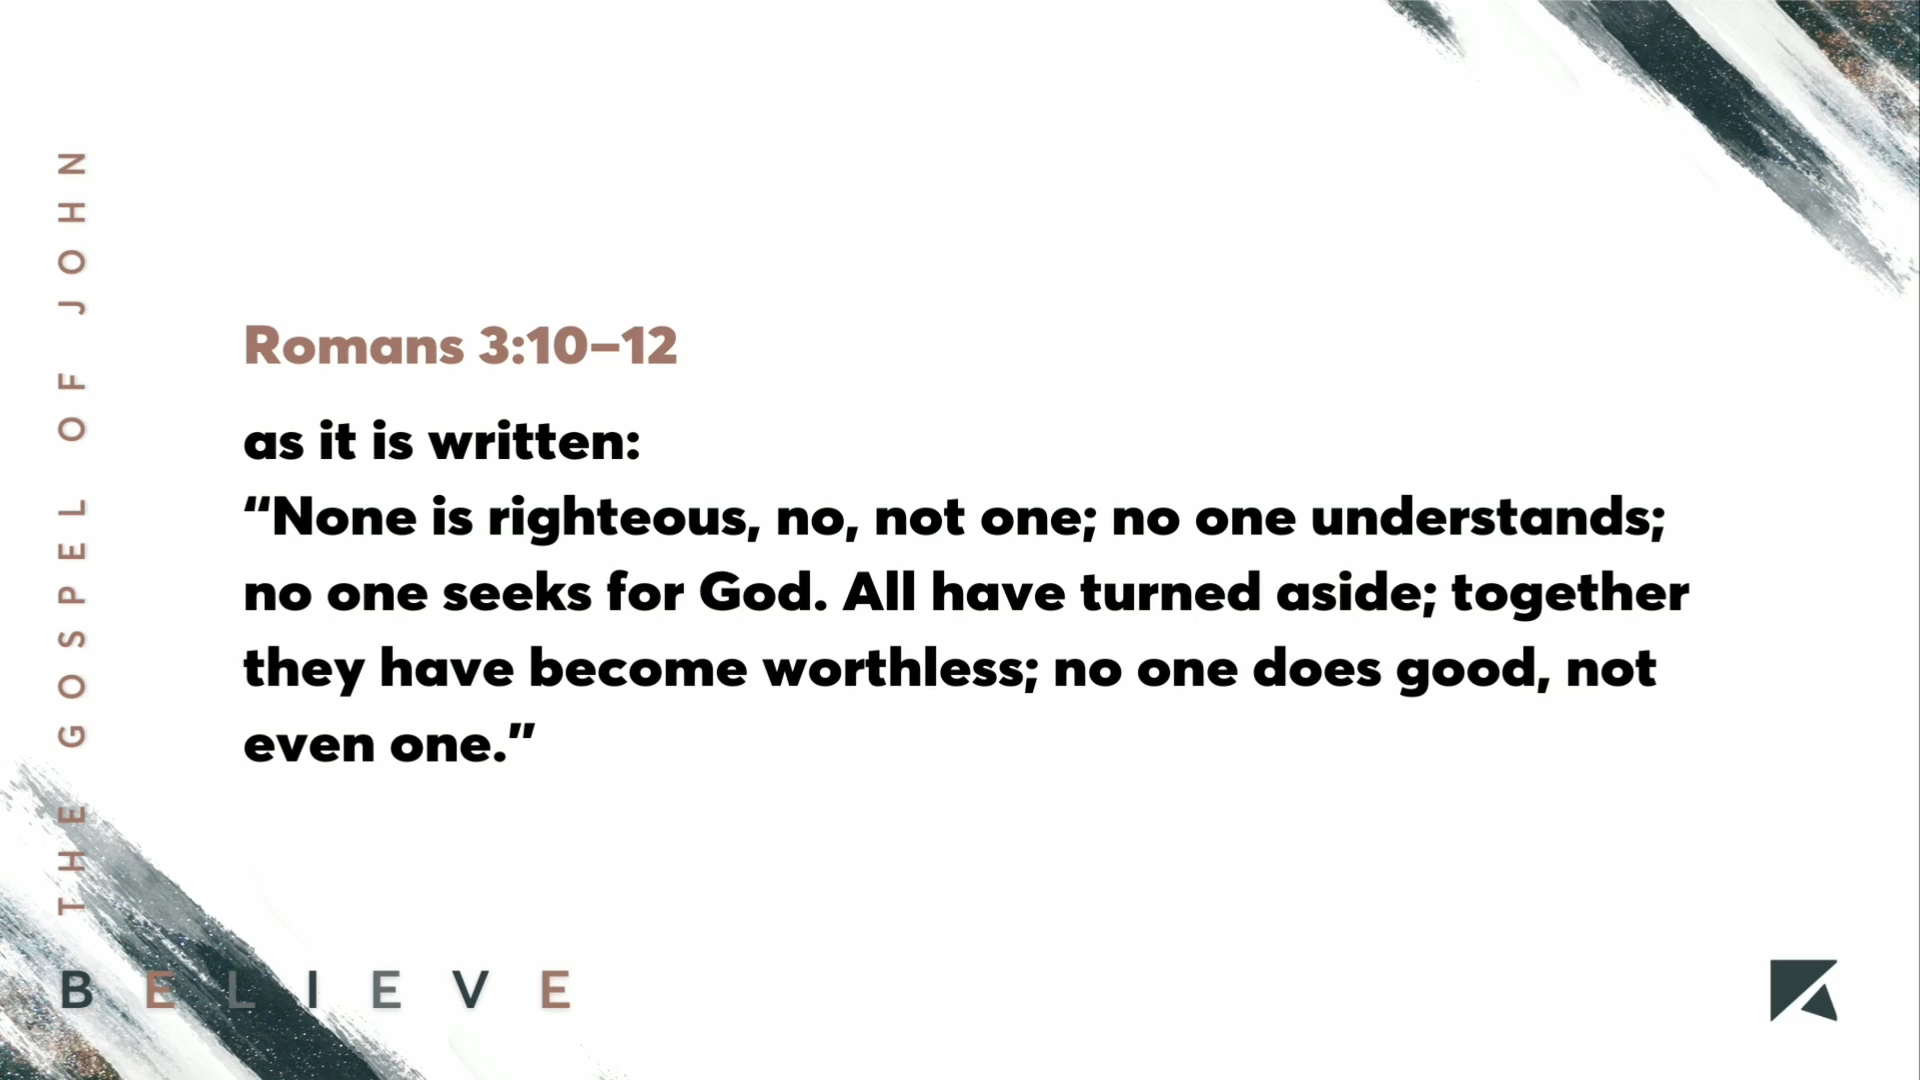 THE GOSPEL OF JOHN
Romans 3:10–12
as it is written:
“None is righteous, no, not one; no one understands;
no one seeks for God. All have turned aside; together
they have become worthless; no one does good, not
even one.”
BELIEVE